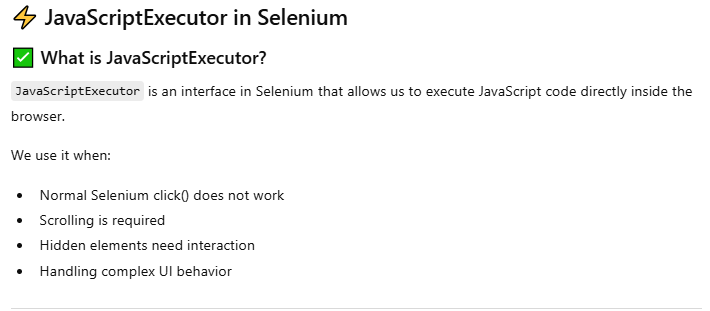 ⚡ JavaScriptExecutor in Selenium
✅ What is JavaScriptExecutor?
JavaScriptExecutor is an interface in Selenium that allows us to execute JavaScript code directly inside the
browser.
We use it when:
• Normal Selenium click() does not work
• Scrolling is required
• Hidden elements need interaction
• Handling complex UI behavior